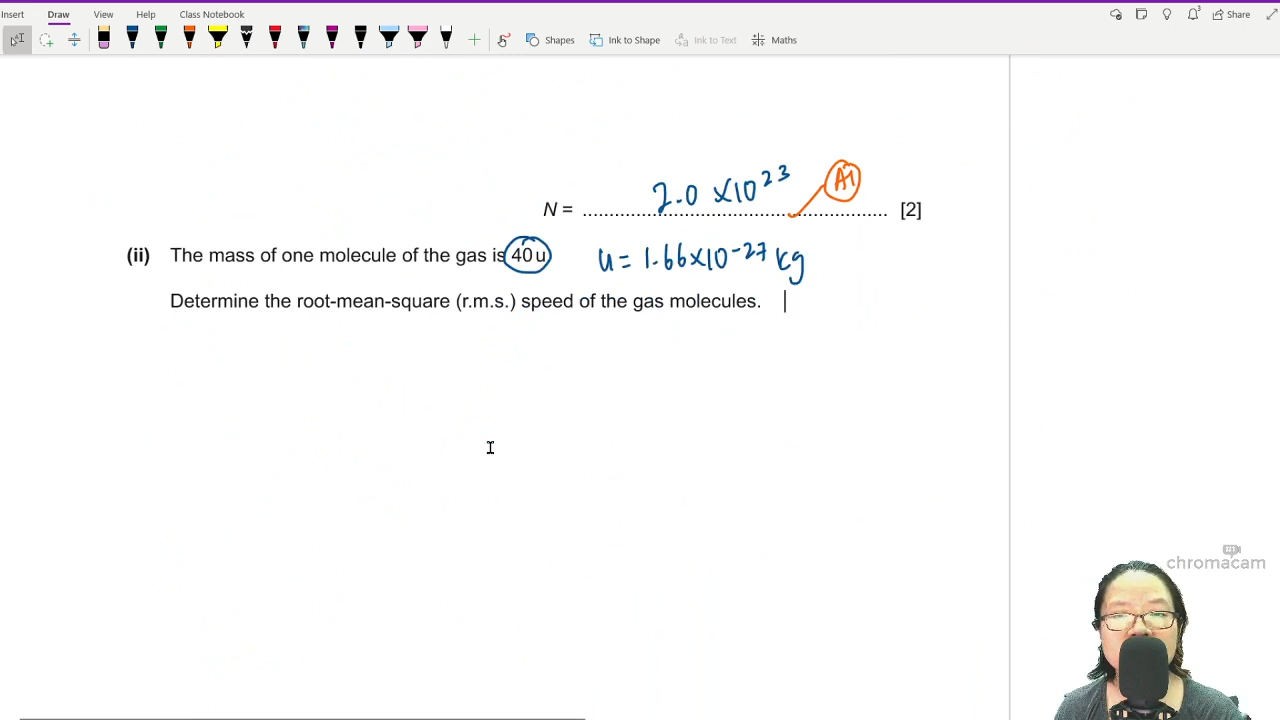 Insert Draw View Help Class Notebook 3 Share
Shapes Ink to Shape Ink to Text Maths
2.0 ×10²³ A1
N = ........................................................ [2]
(ii) The mass of one molecule of the gas is 40 u u = 1.66×10⁻²⁷ kg
Determine the root-mean-square (r.m.s.) speed of the gas molecules.
chromacam